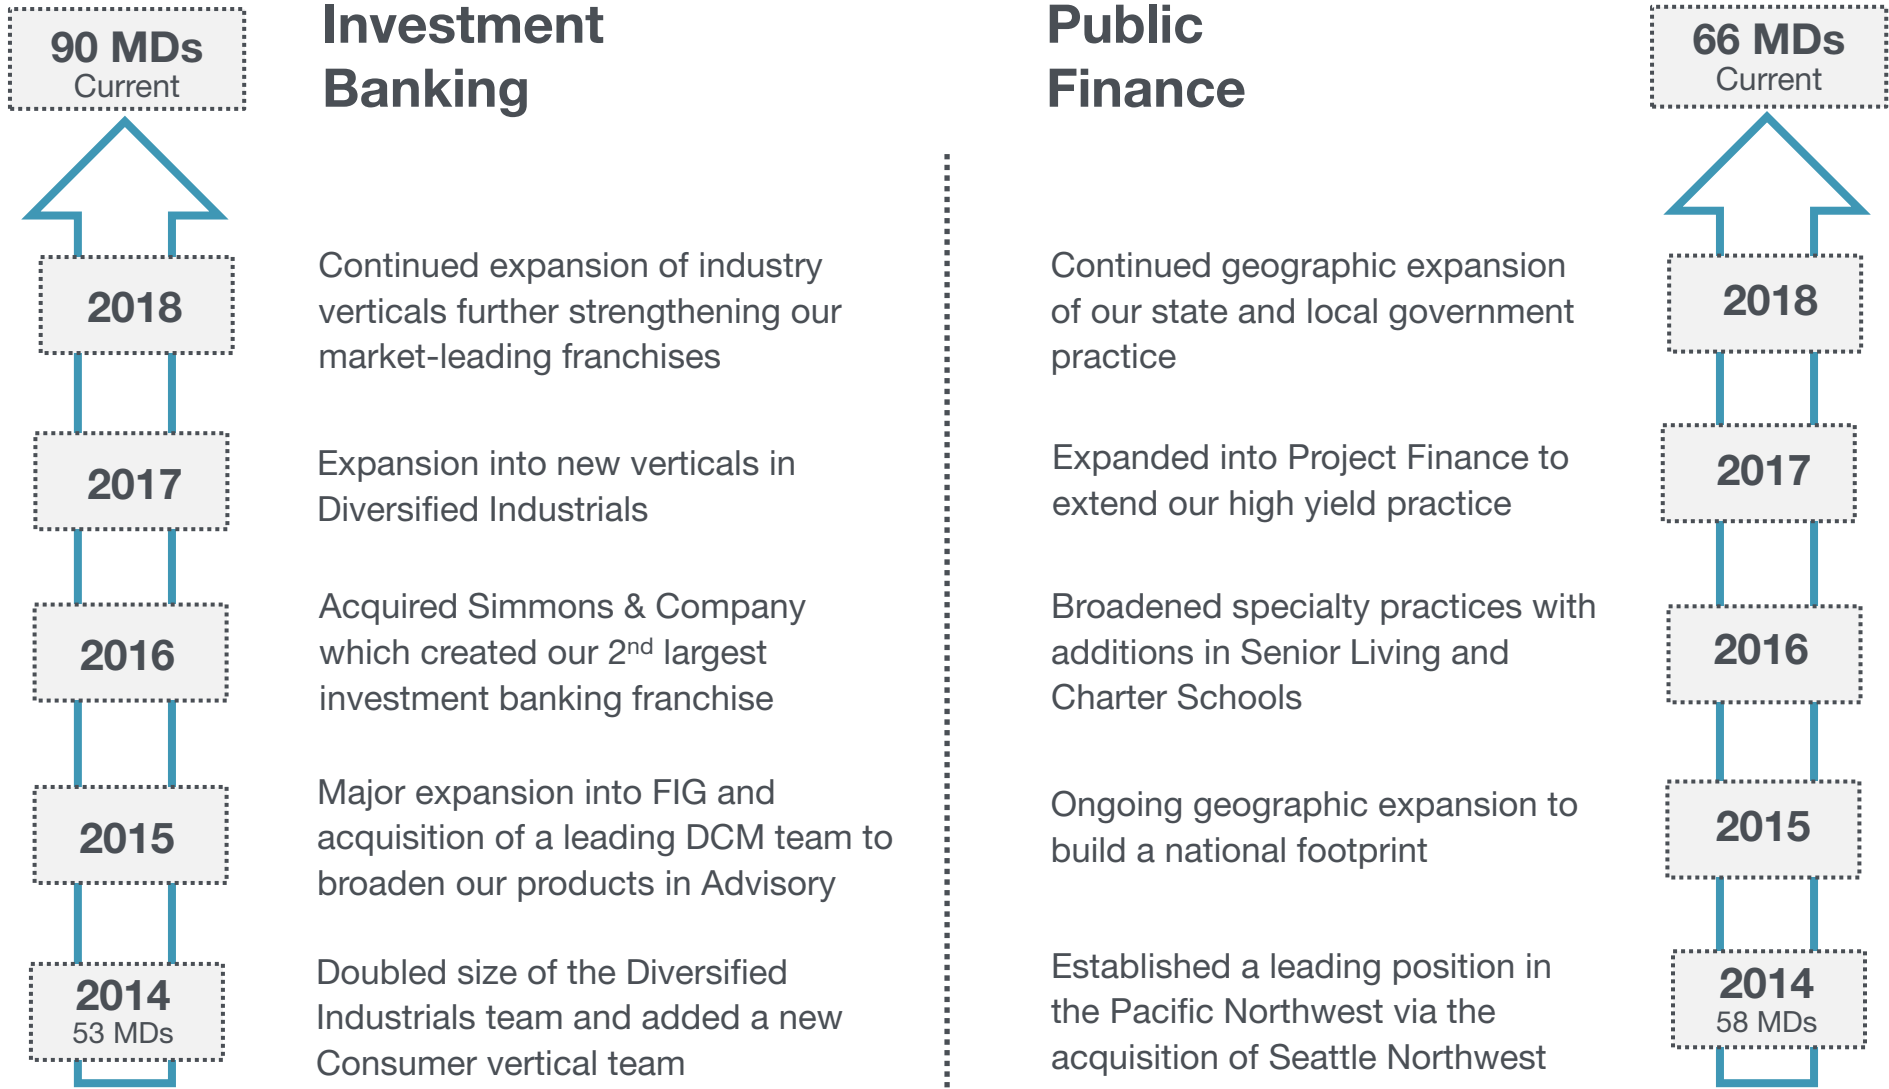 90 MDs
Current
Investment
Banking
2018
Continued expansion of industry
verticals further strengthening our
market-leading franchises
2017
Expansion into new verticals in
Diversified Industrials
2016
Acquired Simmons & Company
which created our 2nd largest
investment banking franchise
2015
Major expansion into FIG and
acquisition of a leading DCM team to
broaden our products in Advisory
2014
53 MDs
Doubled size of the Diversified
Industrials team and added a new
Consumer vertical team
Public
Finance
66 MDs
Current
Continued geographic expansion
of our state and local government
practice
2018
Expanded into Project Finance to
extend our high yield practice
2017
Broadened specialty practices with
additions in Senior Living and
Charter Schools
2016
Ongoing geographic expansion to
build a national footprint
2015
Established a leading position in
the Pacific Northwest via the
acquisition of Seattle Northwest
2014
58 MDs